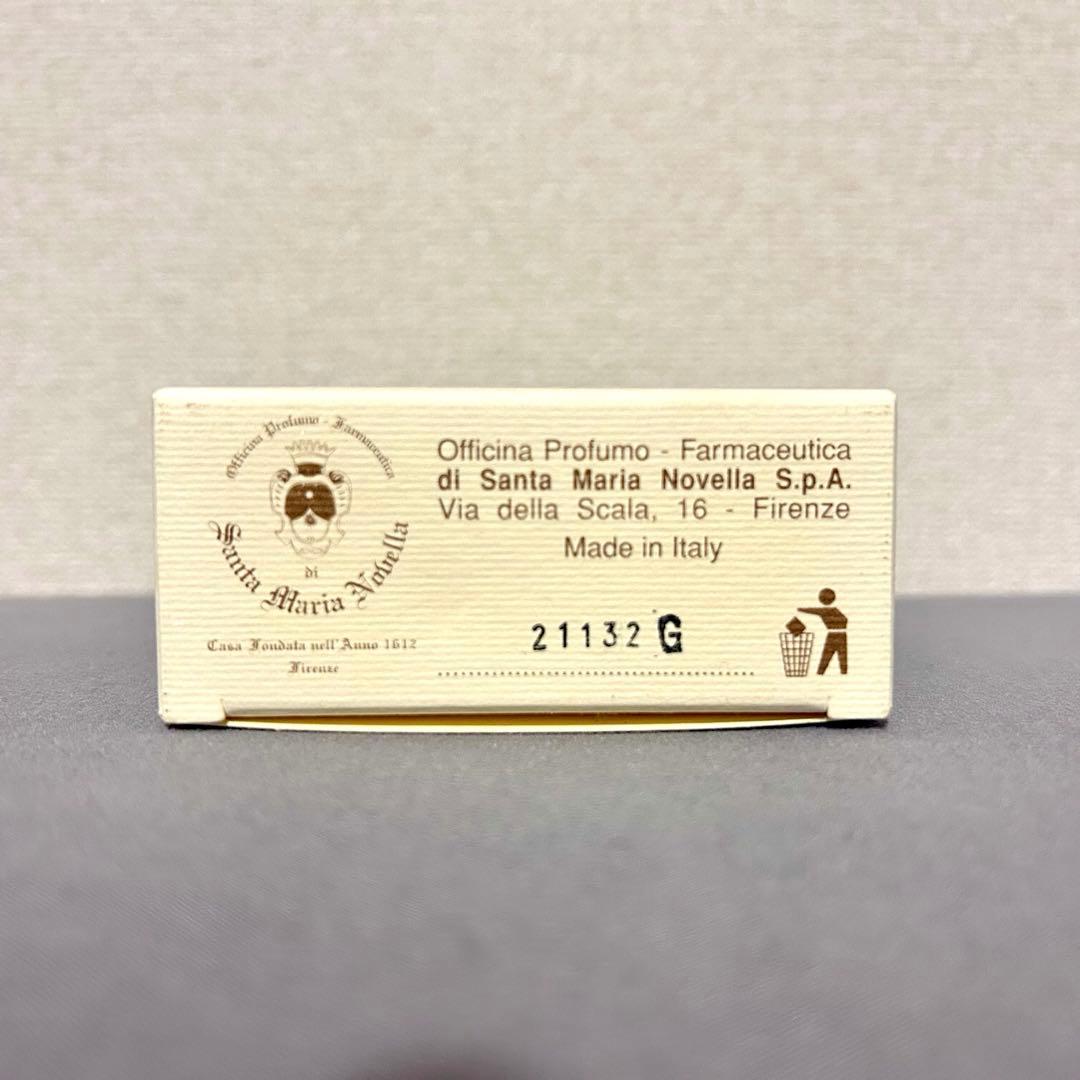 Officina Profumo - Farmaceutica
di
Santa Maria Novella
Casa Fondata nell'Anno 1612
Firenze
Officina Profumo - Farmaceutica
di Santa Maria Novella S.p.A.
Via della Scala, 16 - Firenze
Made in Italy
21132 G